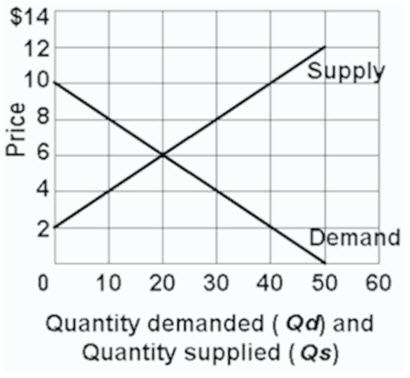 $14
12
10
8
6
4
2
Price
Supply
Demand
0 10 20 30 40 50 60
Quantity demanded ( Qd) and
Quantity supplied ( Qs)